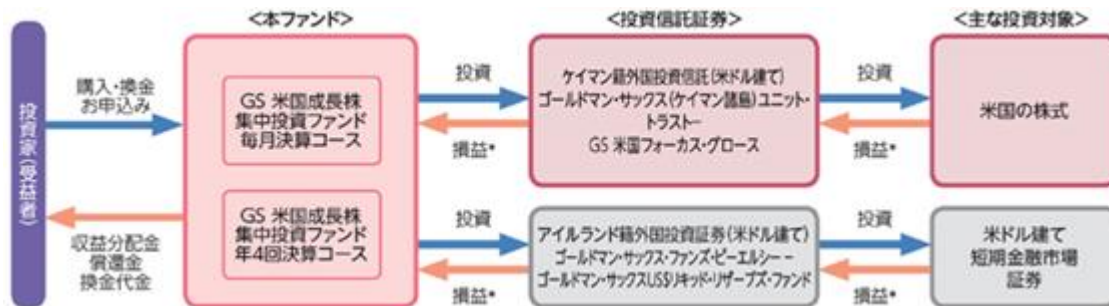 <本ファンド>
<投資信託証券>
<主な投資対象>
投資家(受益者)
購入・換金
お申込み
収益分配金
償還金
換金代金
GS 米国成長株
集中投資ファンド
毎月決算コース
GS 米国成長株
集中投資ファンド
年4回決算コース
投資
損益*
投資
損益*
ケイマン籍外国投資信託(米ドル建て)
ゴールドマン・サックス(ケイマン諸島)ユニット・
トラスト−
GS 米国フォーカス・グロース
アイルランド籍外国投資証券(米ドル建て)
ゴールドマン・サックス・ファンズ・ピーエルシー−
ゴールドマン・サックスUS$リキッド・リザーブズ・ファンド
投資
損益*
投資
損益*
米国の株式
米ドル建て
短期金融市場
証券